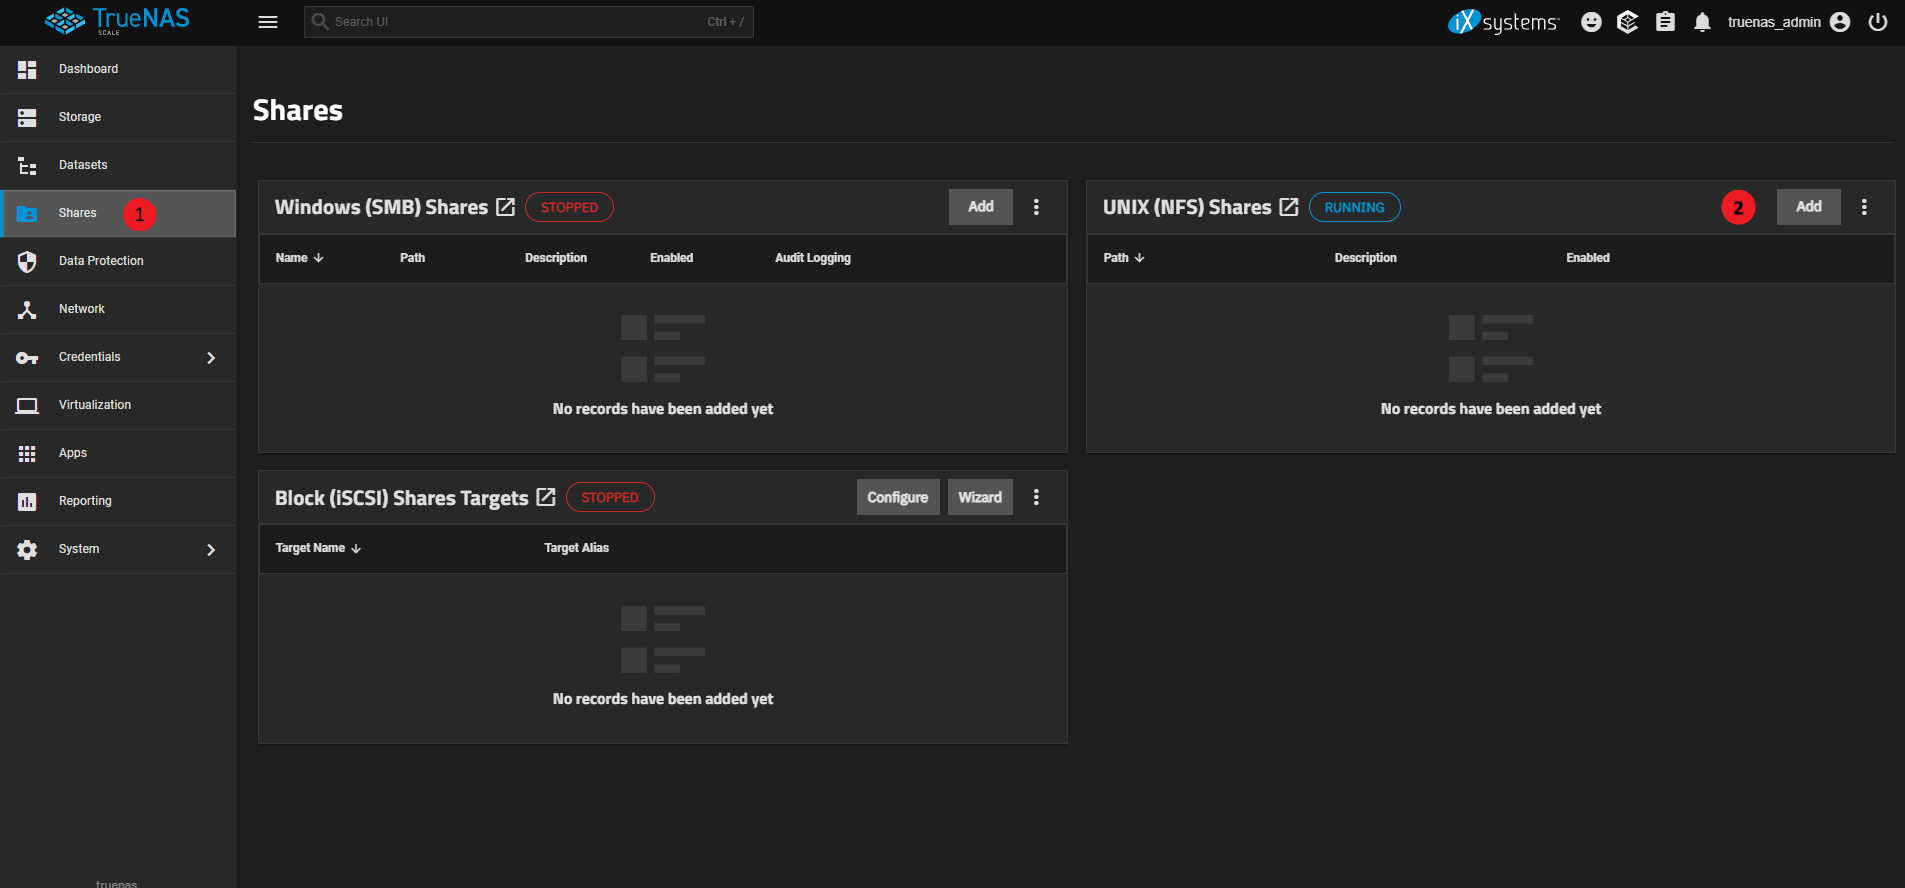 TrueNAS
SCALE
Search UI
Ctrl + /
iXsystems
truenas_admin
Dashboard
Storage
Datasets
Shares
1
Data Protection
Network
Credentials
Virtualization
Apps
Reporting
System
truenas
Shares
Windows (SMB) Shares
STOPPED
Add
Name
Path
Description
Enabled
Audit Logging
No records have been added yet
UNIX (NFS) Shares
RUNNING
2
Add
Path
Description
Enabled
No records have been added yet
Block (iSCSI) Shares Targets
STOPPED
Configure
Wizard
Target Name
Target Alias
No records have been added yet